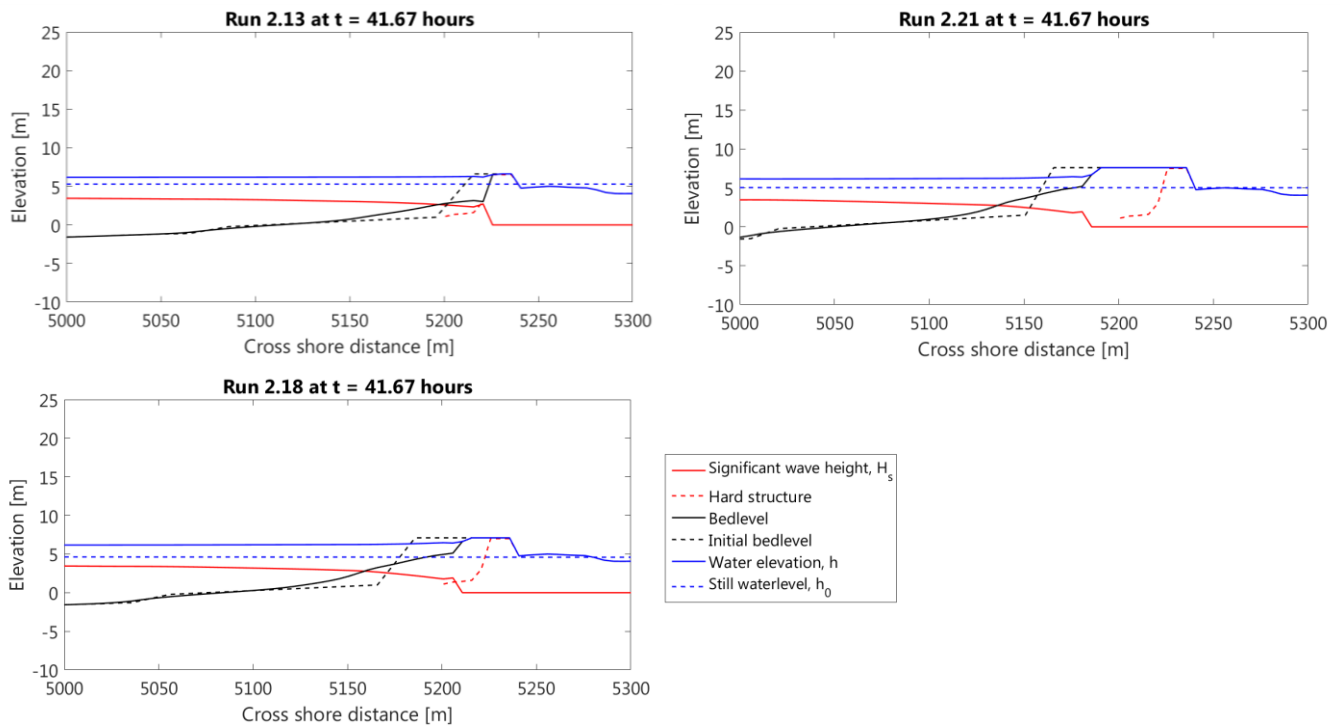 Run 2.13 at t = 41.67 hours
Elevation [m]
25
20
15
10
5
0
-5
-10
5000 5050 5100 5150 5200 5250 5300
Cross shore distance [m]
Run 2.21 at t = 41.67 hours
Elevation [m]
25
20
15
10
5
0
-5
-10
5000 5050 5100 5150 5200 5250 5300
Cross shore distance [m]
Run 2.18 at t = 41.67 hours
Elevation [m]
25
20
15
10
5
0
-5
-10
5000 5050 5100 5150 5200 5250 5300
Cross shore distance [m]
Significant wave height, H_s
Hard structure
Bedlevel
Initial bedlevel
Water elevation, h
Still waterlevel, h_0